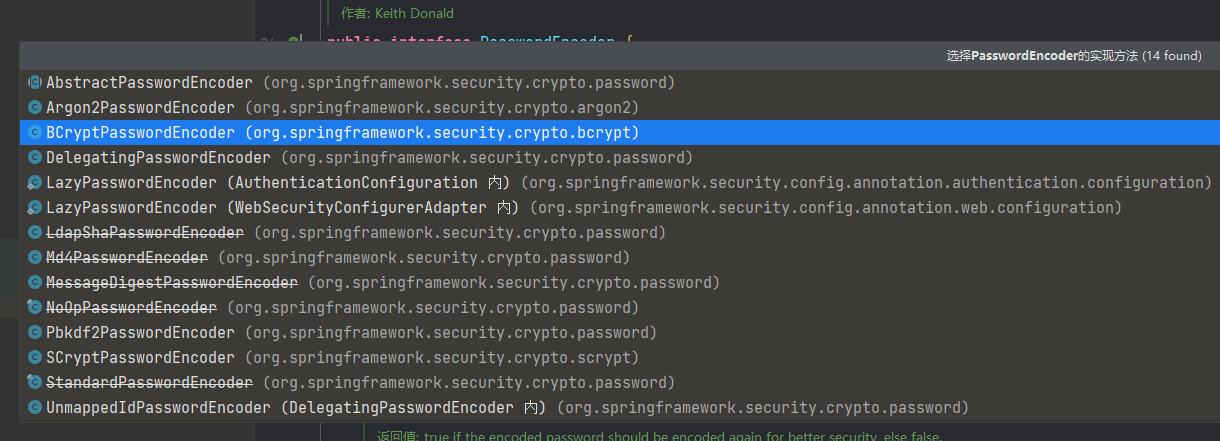 作者: Keith Donald
public interface PasswordEncoder {
选择PasswordEncoder的实现方法 (14 found)
AbstractPasswordEncoder (org.springframework.security.crypto.password)
Argon2PasswordEncoder (org.springframework.security.crypto.argon2)
BCryptPasswordEncoder (org.springframework.security.crypto.bcrypt)
DelegatingPasswordEncoder (org.springframework.security.crypto.password)
LazyPasswordEncoder (AuthenticationConfiguration 内) (org.springframework.security.config.annotation.authentication.configuration)
LazyPasswordEncoder (WebSecurityConfigurerAdapter 内) (org.springframework.security.config.annotation.web.configuration)
LdapShaPasswordEncoder (org.springframework.security.crypto.password)
Md4PasswordEncoder (org.springframework.security.crypto.password)
MessageDigestPasswordEncoder (org.springframework.security.crypto.password)
NoOpPasswordEncoder (org.springframework.security.crypto.password)
Pbkdf2PasswordEncoder (org.springframework.security.crypto.password)
SCryptPasswordEncoder (org.springframework.security.crypto.scrypt)
StandardPasswordEncoder (org.springframework.security.crypto.password)
UnmappedIdPasswordEncoder (DelegatingPasswordEncoder 内) (org.springframework.security.crypto.password)
返回值: true if the encoded password should be encoded again for better security, else false.